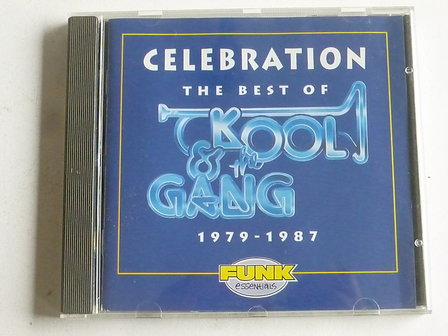 CELEBRATION
THE BEST OF
KOOL
& the
GANG
1979-1987
FUNK
essentials